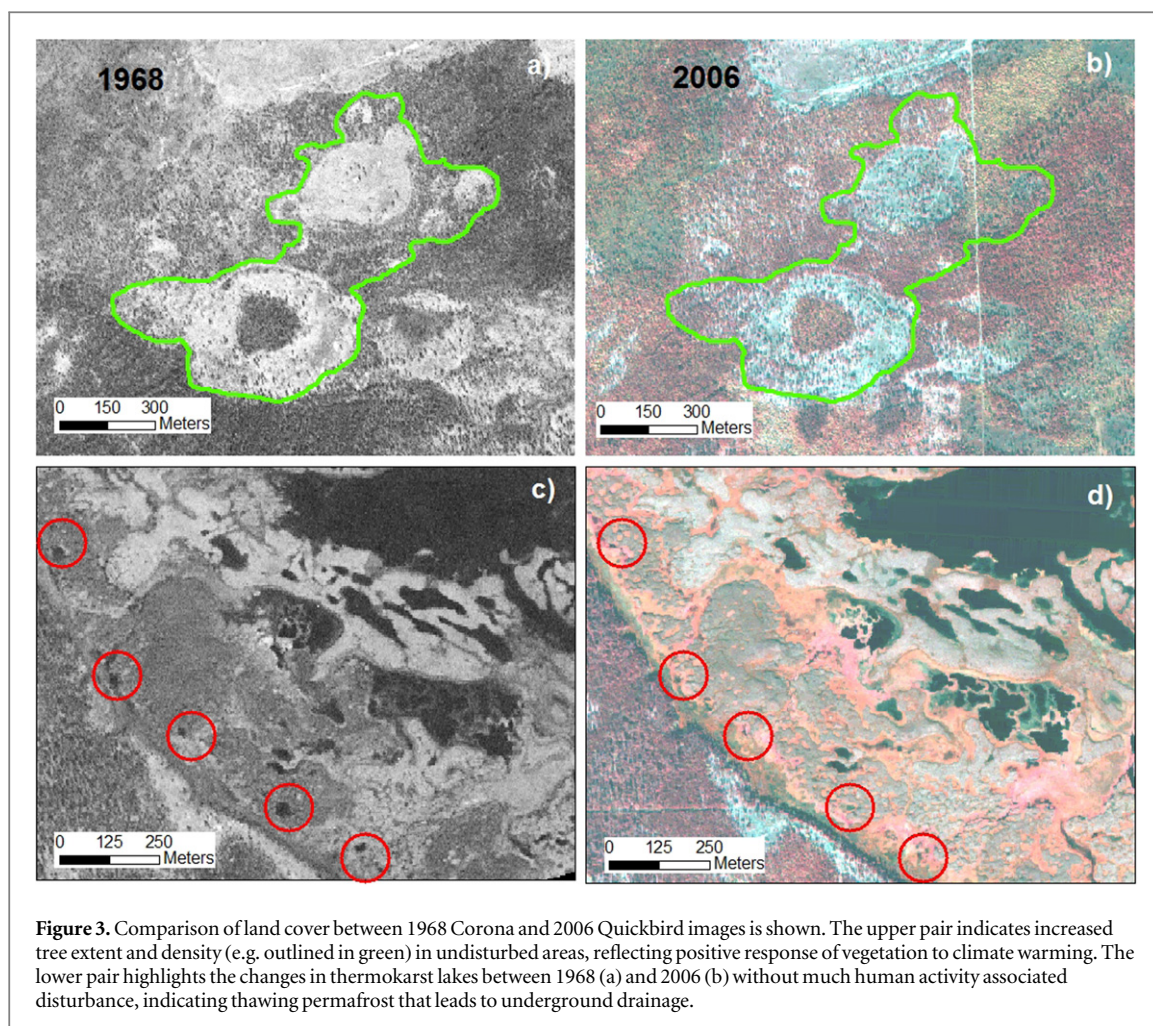 1968
a)
2006
b)
0 150 300
Meters
0 150 300
Meters
c)
d)
0 125 250
Meters
0 125 250
Meters
Figure 3. Comparison of land cover between 1968 Corona and 2006 Quickbird images is shown. The upper pair indicates increased
tree extent and density (e.g. outlined in green) in undisturbed areas, reflecting positive response of vegetation to climate warming. The
lower pair highlights the changes in thermokarst lakes between 1968 (a) and 2006 (b) without much human activity associated
disturbance, indicating thawing permafrost that leads to underground drainage.